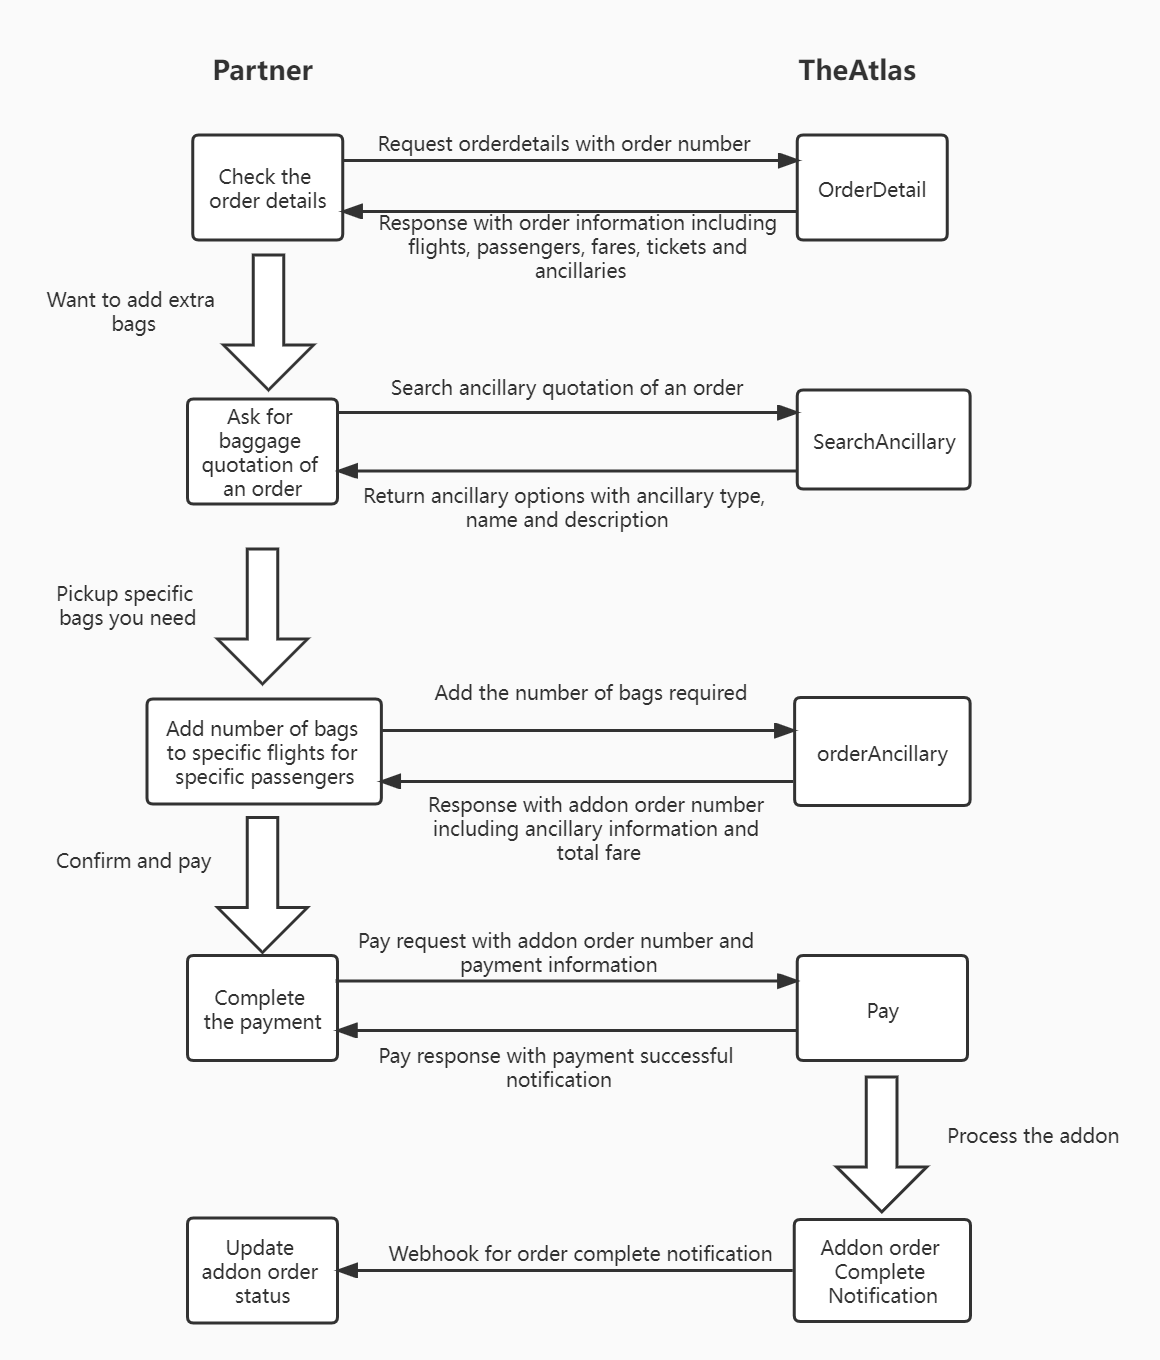 Partner
TheAtlas
Check the
order details
Request orderdetails with order number
OrderDetail
Response with order information including
flights, passengers, fares, tickets and
ancillaries
Want to add extra
bags
Ask for
baggage
quotation of
an order
Search ancillary quotation of an order
SearchAncillary
Return ancillary options with ancillary type,
name and description
Pickup specific
bags you need
Add number of bags
to specific flights for
specific passengers
Add the number of bags required
orderAncillary
Response with addon order number
including ancillary information and
total fare
Confirm and pay
Complete
the payment
Pay request with addon order number and
payment information
Pay
Pay response with payment successful
notification
Process the addon
Update
addon order
status
Webhook for order complete notification
Addon order
Complete
Notification